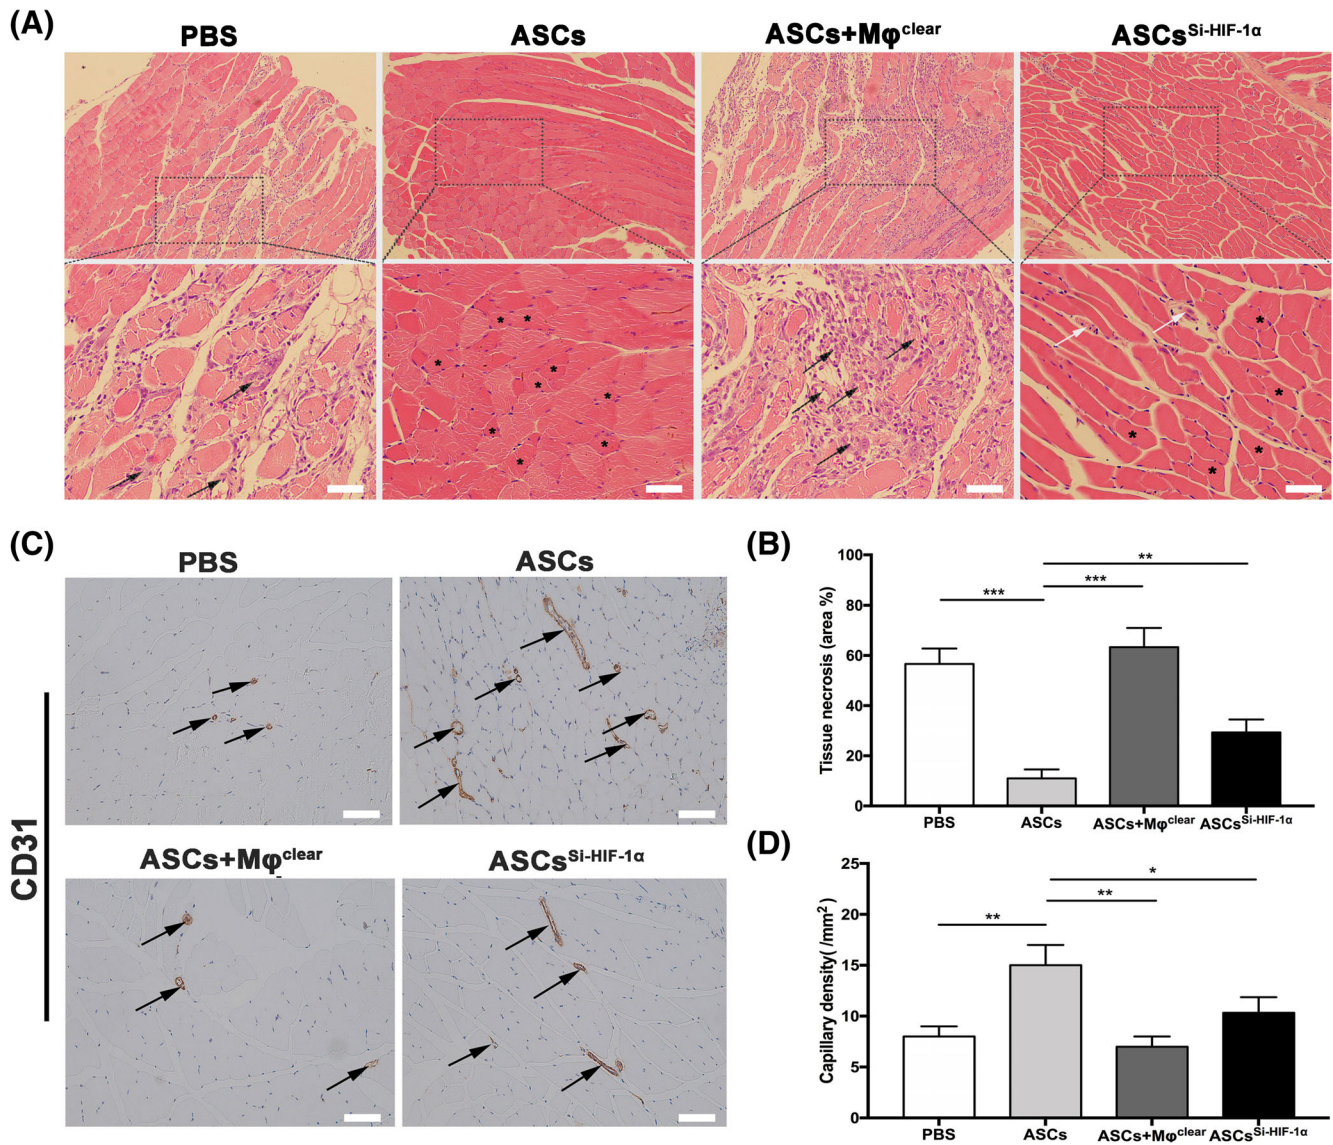 (A)
PBS
ASCs
ASCs+Mφclear
ASCsSi-HIF-1α
* * * * * * * * * *
* * * * * *
(C)
PBS
ASCs
CD31
ASCs+Mφclear
ASCsSi-HIF-1α
(B)
Tissue necrosis (area %)
100
80
60
40
20
0
***
***
**
PBS
ASCs
ASCs+Mφclear
ASCsSi-HIF-1α
(D)
Capillary density( /mm2 )
25
20
15
10
5
0
**
**
*
PBS
ASCs
ASCs+Mφclear
ASCsSi-HIF-1α